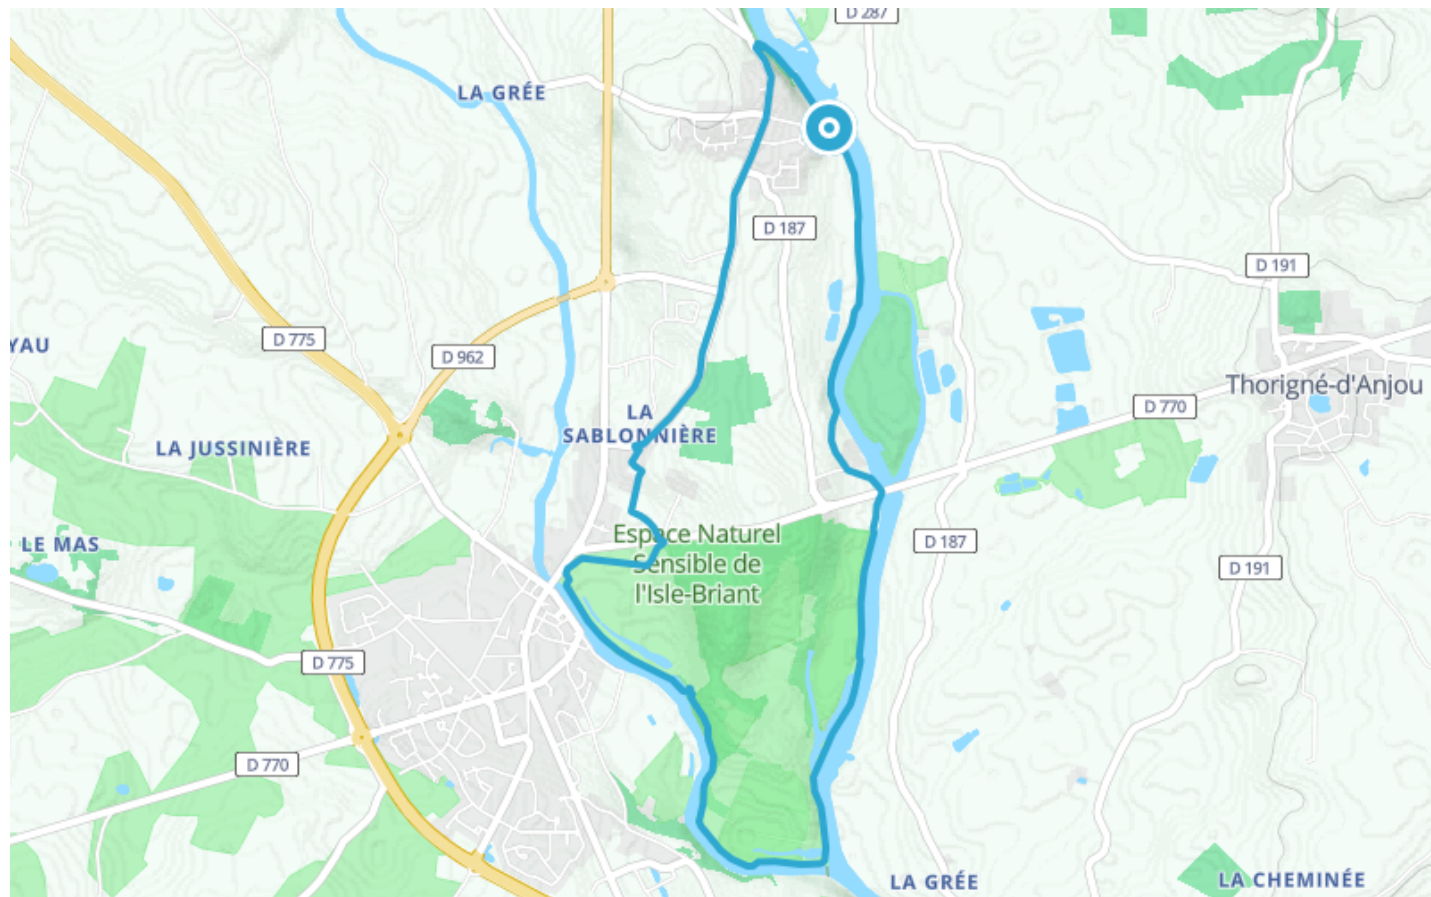 D 287
LA GRÉE
D 187
D 191
D 775
YAU
D 962
Thorigné-d'Anjou
D 770
LA
SABLONNIÈRE
LA JUSSINIÈRE
Espace Naturel
Sensible de
l'Isle-Briant
LE MAS
D 187
D 191
D 775
D 770
LA GRÉE
LA CHEMINÉE